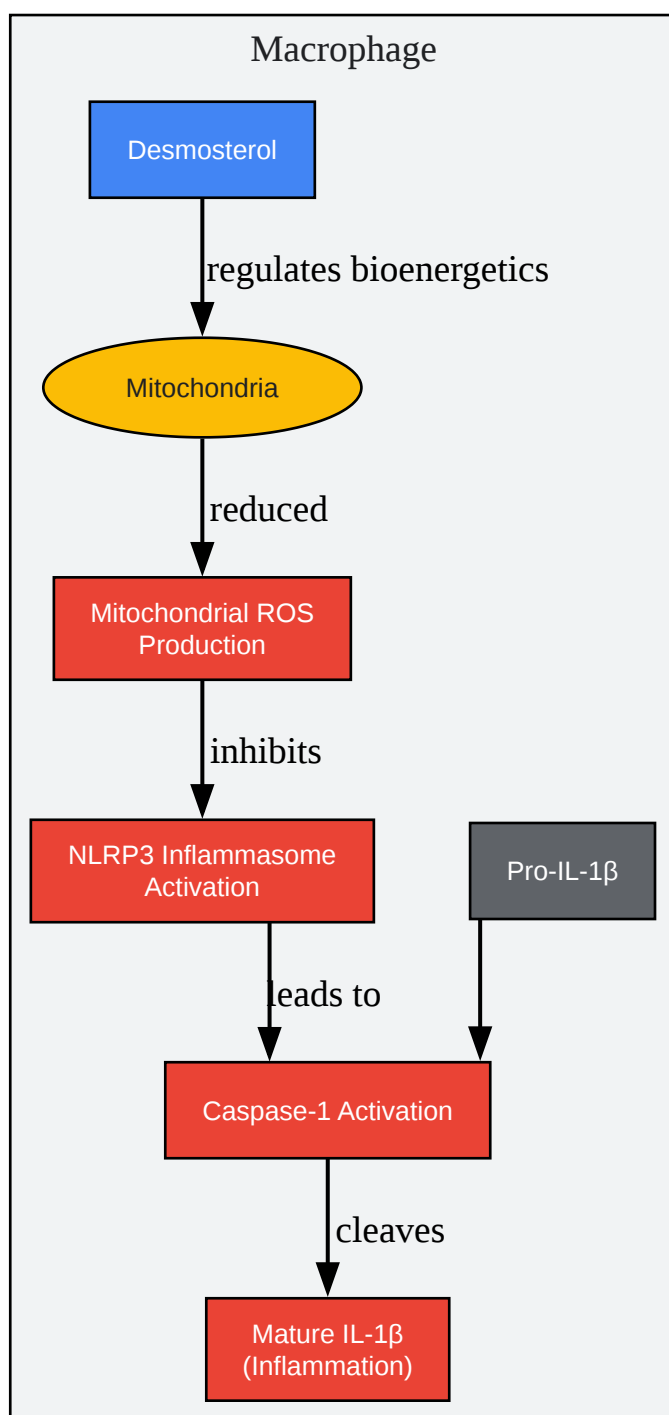 Macrophage
Desmosterol
regulates bioenergetics
Mitochondria
reduced
Mitochondrial ROS
Production
inhibits
NLRP3 Inflammasome
Activation
Pro-IL-1β
leads to
Caspase-1 Activation
cleaves
Mature IL-1β
(Inflammation)